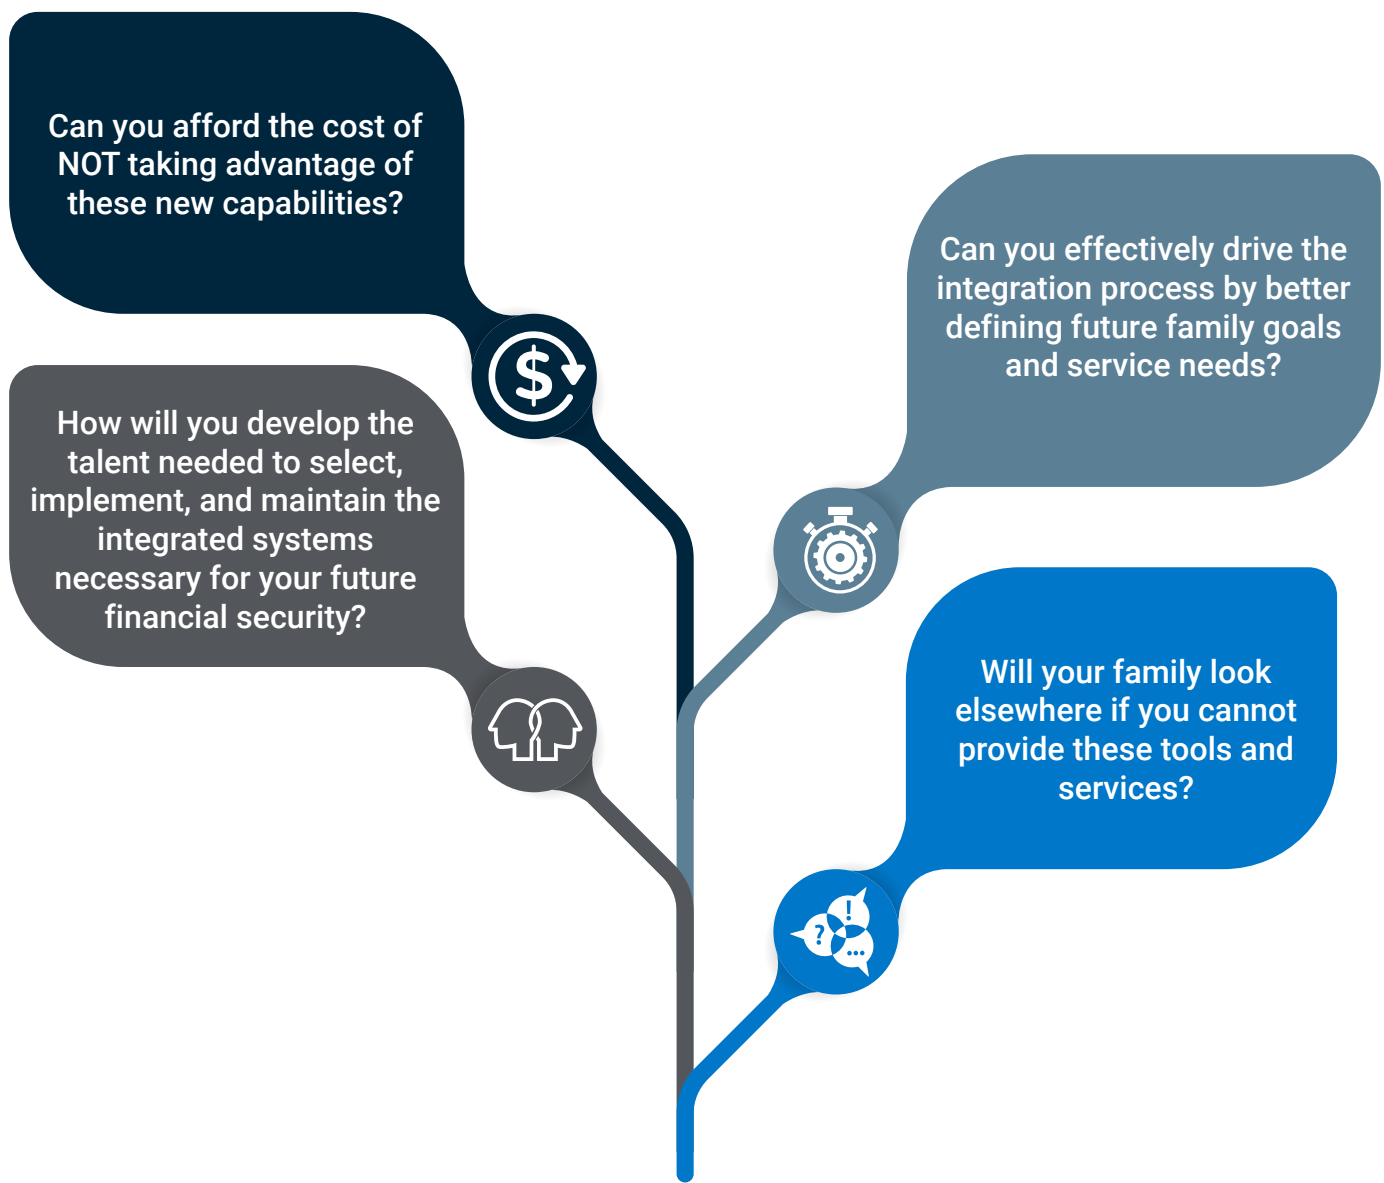 Can you afford the cost of
NOT taking advantage of
these new capabilities?
Can you effectively drive the
integration process by better
defining future family goals
and service needs?
How will you develop the
talent needed to select,
implement, and maintain the
integrated systems
necessary for your future
financial security?
Will your family look
elsewhere if you cannot
provide these tools and
services?
$
!
?
...